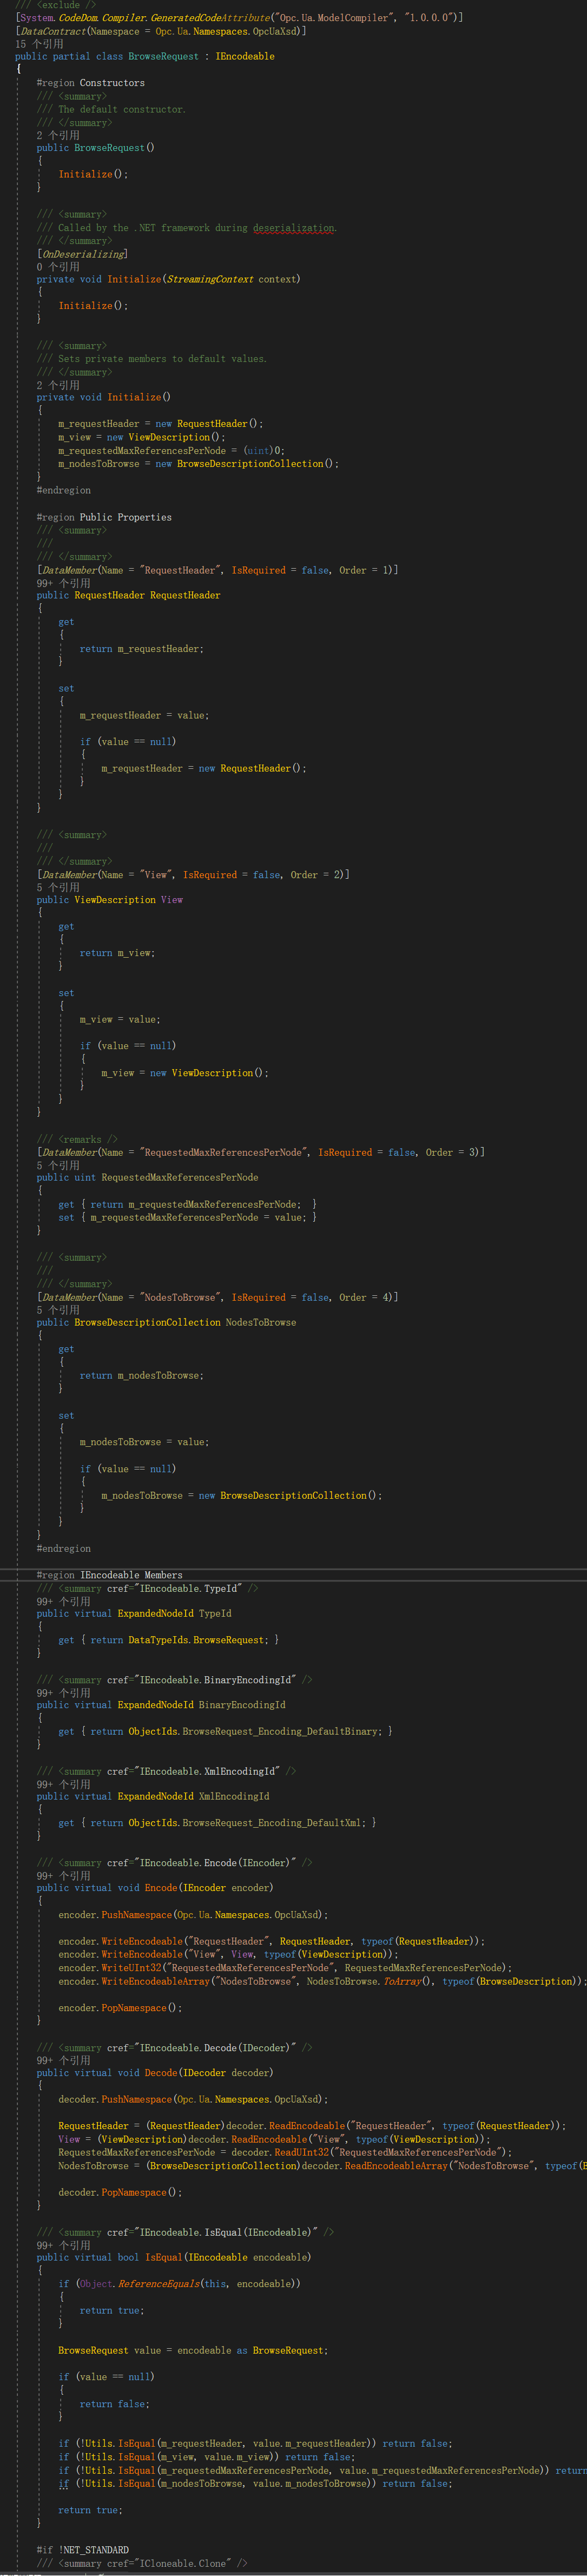 /// <exclude />
[System.CodeDom.Compiler.GeneratedCodeAttribute("Opc.Ua.ModelCompiler", "1.0.0.0")]
[DataContract(Namespace = Opc.Ua.Namespaces.OpcUaXsd)]
15 个引用
public partial class BrowseRequest : IEncodeable
{
#region Constructors
/// <summary>
/// The default constructor.
/// </summary>
2 个引用
public BrowseRequest()
{
Initialize();
}
/// <summary>
/// Called by the .NET framework during deserialization.
/// </summary>
[OnDeserializing]
0 个引用
private void Initialize(StreamingContext context)
{
Initialize();
}
/// <summary>
/// Sets private members to default values.
/// </summary>
2 个引用
private void Initialize()
{
m_requestHeader = new RequestHeader();
m_view = new ViewDescription();
m_requestedMaxReferencesPerNode = (uint)0;
m_nodesToBrowse = new BrowseDescriptionCollection();
}
#endregion
#region Public Properties
/// <summary>
///
/// </summary>
[DataMember(Name = "RequestHeader", IsRequired = false, Order = 1)]
99+ 个引用
public RequestHeader RequestHeader
{
get
{
return m_requestHeader;
}
set
{
m_requestHeader = value;
if (value == null)
{
m_requestHeader = new RequestHeader();
}
}
}
/// <summary>
///
/// </summary>
[DataMember(Name = "View", IsRequired = false, Order = 2)]
5 个引用
public ViewDescription View
{
get
{
return m_view;
}
set
{
m_view = value;
if (value == null)
{
m_view = new ViewDescription();
}
}
}
/// <remarks />
[DataMember(Name = "RequestedMaxReferencesPerNode", IsRequired = false, Order = 3)]
5 个引用
public uint RequestedMaxReferencesPerNode
{
get { return m_requestedMaxReferencesPerNode;  }
set { m_requestedMaxReferencesPerNode = value; }
}
/// <summary>
///
/// </summary>
[DataMember(Name = "NodesToBrowse", IsRequired = false, Order = 4)]
5 个引用
public BrowseDescriptionCollection NodesToBrowse
{
get
{
return m_nodesToBrowse;
}
set
{
m_nodesToBrowse = value;
if (value == null)
{
m_nodesToBrowse = new BrowseDescriptionCollection();
}
}
}
#endregion
#region IEncodeable Members
/// <summary cref="IEncodeable.TypeId" />
99+ 个引用
public virtual ExpandedNodeId TypeId
{
get { return DataTypeIds.BrowseRequest; }
}
/// <summary cref="IEncodeable.BinaryEncodingId" />
99+ 个引用
public virtual ExpandedNodeId BinaryEncodingId
{
get { return ObjectIds.BrowseRequest_Encoding_DefaultBinary; }
}
/// <summary cref="IEncodeable.XmlEncodingId" />
99+ 个引用
public virtual ExpandedNodeId XmlEncodingId
{
get { return ObjectIds.BrowseRequest_Encoding_DefaultXml; }
}
/// <summary cref="IEncodeable.Encode(IEncoder)" />
99+ 个引用
public virtual void Encode(IEncoder encoder)
{
encoder.PushNamespace(Opc.Ua.Namespaces.OpcUaXsd);
encoder.WriteEncodeable("RequestHeader", RequestHeader, typeof(RequestHeader));
encoder.WriteEncodeable("View", View, typeof(ViewDescription));
encoder.WriteUInt32("RequestedMaxReferencesPerNode", RequestedMaxReferencesPerNode);
encoder.WriteEncodeableArray("NodesToBrowse", NodesToBrowse.ToArray(), typeof(BrowseDescription));
encoder.PopNamespace();
}
/// <summary cref="IEncodeable.Decode(IDecoder)" />
99+ 个引用
public virtual void Decode(IDecoder decoder)
{
decoder.PushNamespace(Opc.Ua.Namespaces.OpcUaXsd);
RequestHeader = (RequestHeader)decoder.ReadEncodeable("RequestHeader", typeof(RequestHeader));
View = (ViewDescription)decoder.ReadEncodeable("View", typeof(ViewDescription));
RequestedMaxReferencesPerNode = decoder.ReadUInt32("RequestedMaxReferencesPerNode");
NodesToBrowse = (BrowseDescriptionCollection)decoder.ReadEncodeableArray("NodesToBrowse", typeof(B
decoder.PopNamespace();
}
/// <summary cref="IEncodeable.IsEqual(IEncodeable)" />
99+ 个引用
public virtual bool IsEqual(IEncodeable encodeable)
{
if (Object.ReferenceEquals(this, encodeable))
{
return true;
}
BrowseRequest value = encodeable as BrowseRequest;
if (value == null)
{
return false;
}
if (!Utils.IsEqual(m_requestHeader, value.m_requestHeader)) return false;
if (!Utils.IsEqual(m_view, value.m_view)) return false;
if (!Utils.IsEqual(m_requestedMaxReferencesPerNode, value.m_requestedMaxReferencesPerNode)) return
if (!Utils.IsEqual(m_nodesToBrowse, value.m_nodesToBrowse)) return false;
return true;
}
#if !NET_STANDARD
/// <summary cref="ICloneable.Clone" />